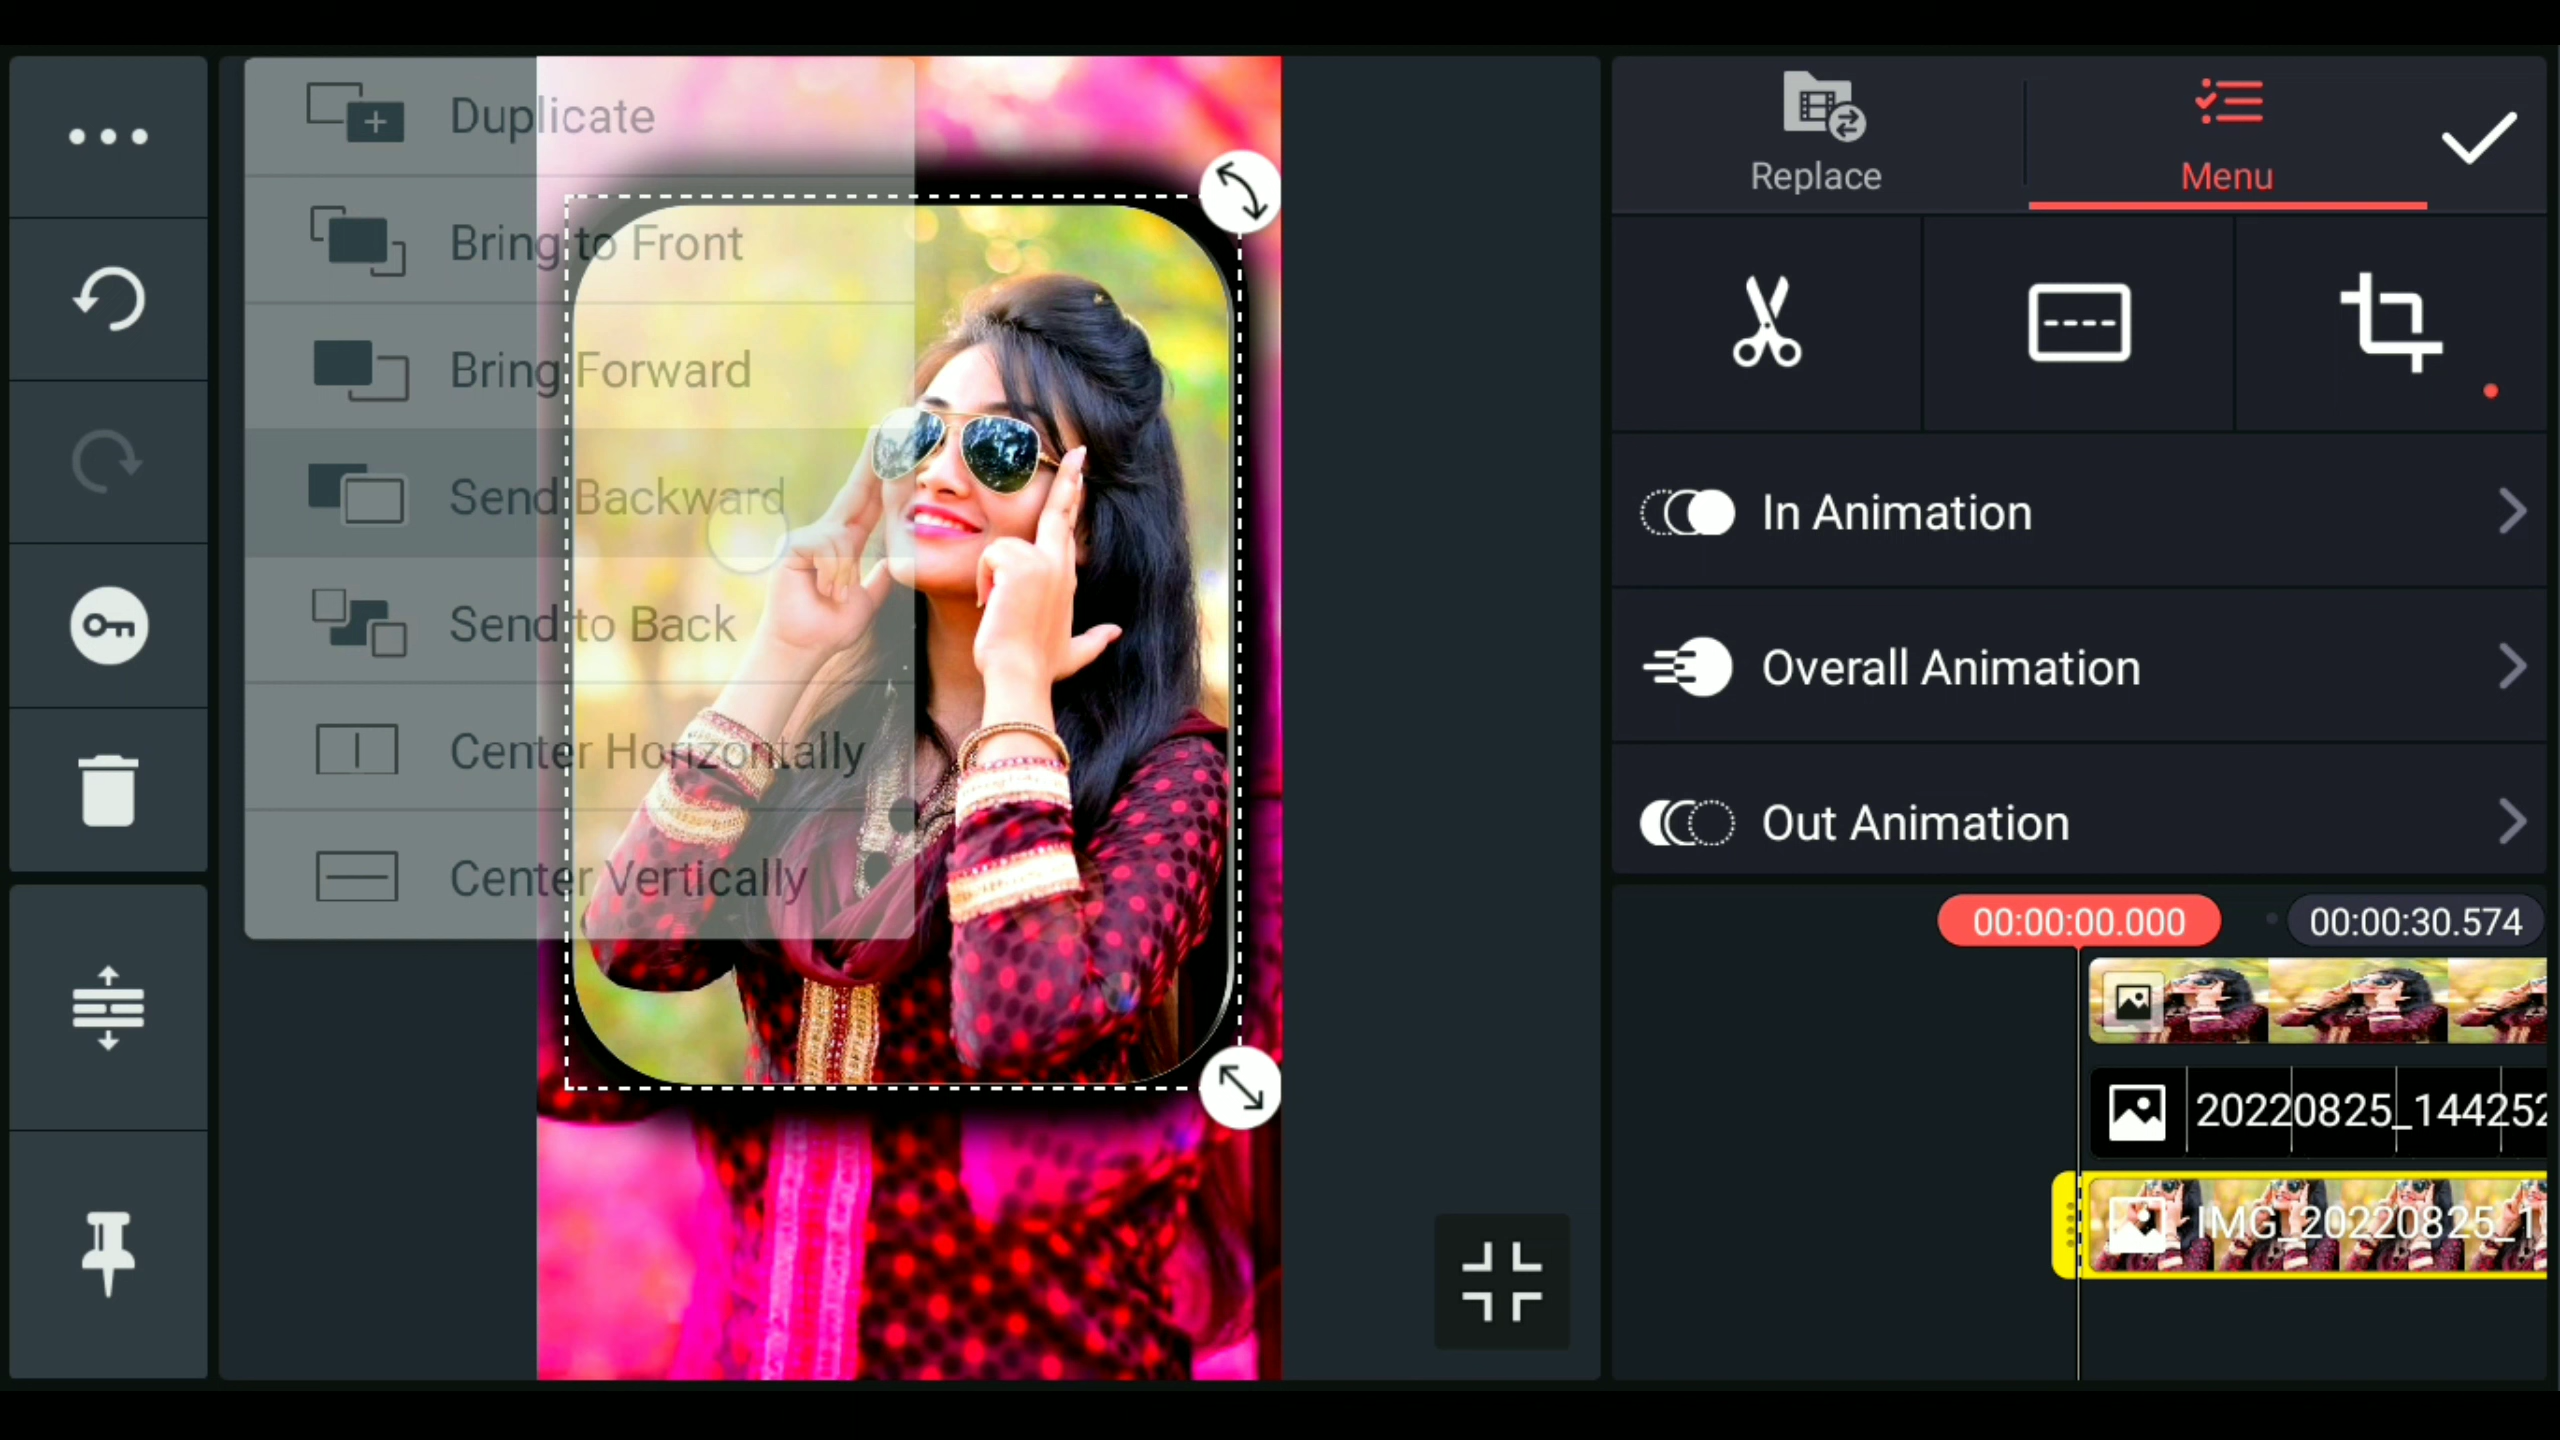 Duplicate
Bring to Front
Bring Forward
Send Backward
Send to Back
Center Horizontally
Center Vertically
Replace
Menu
In Animation
Overall Animation
Out Animation
00:00:00.000
00:00:30.574
20220825_144252
IMG_20220825_1